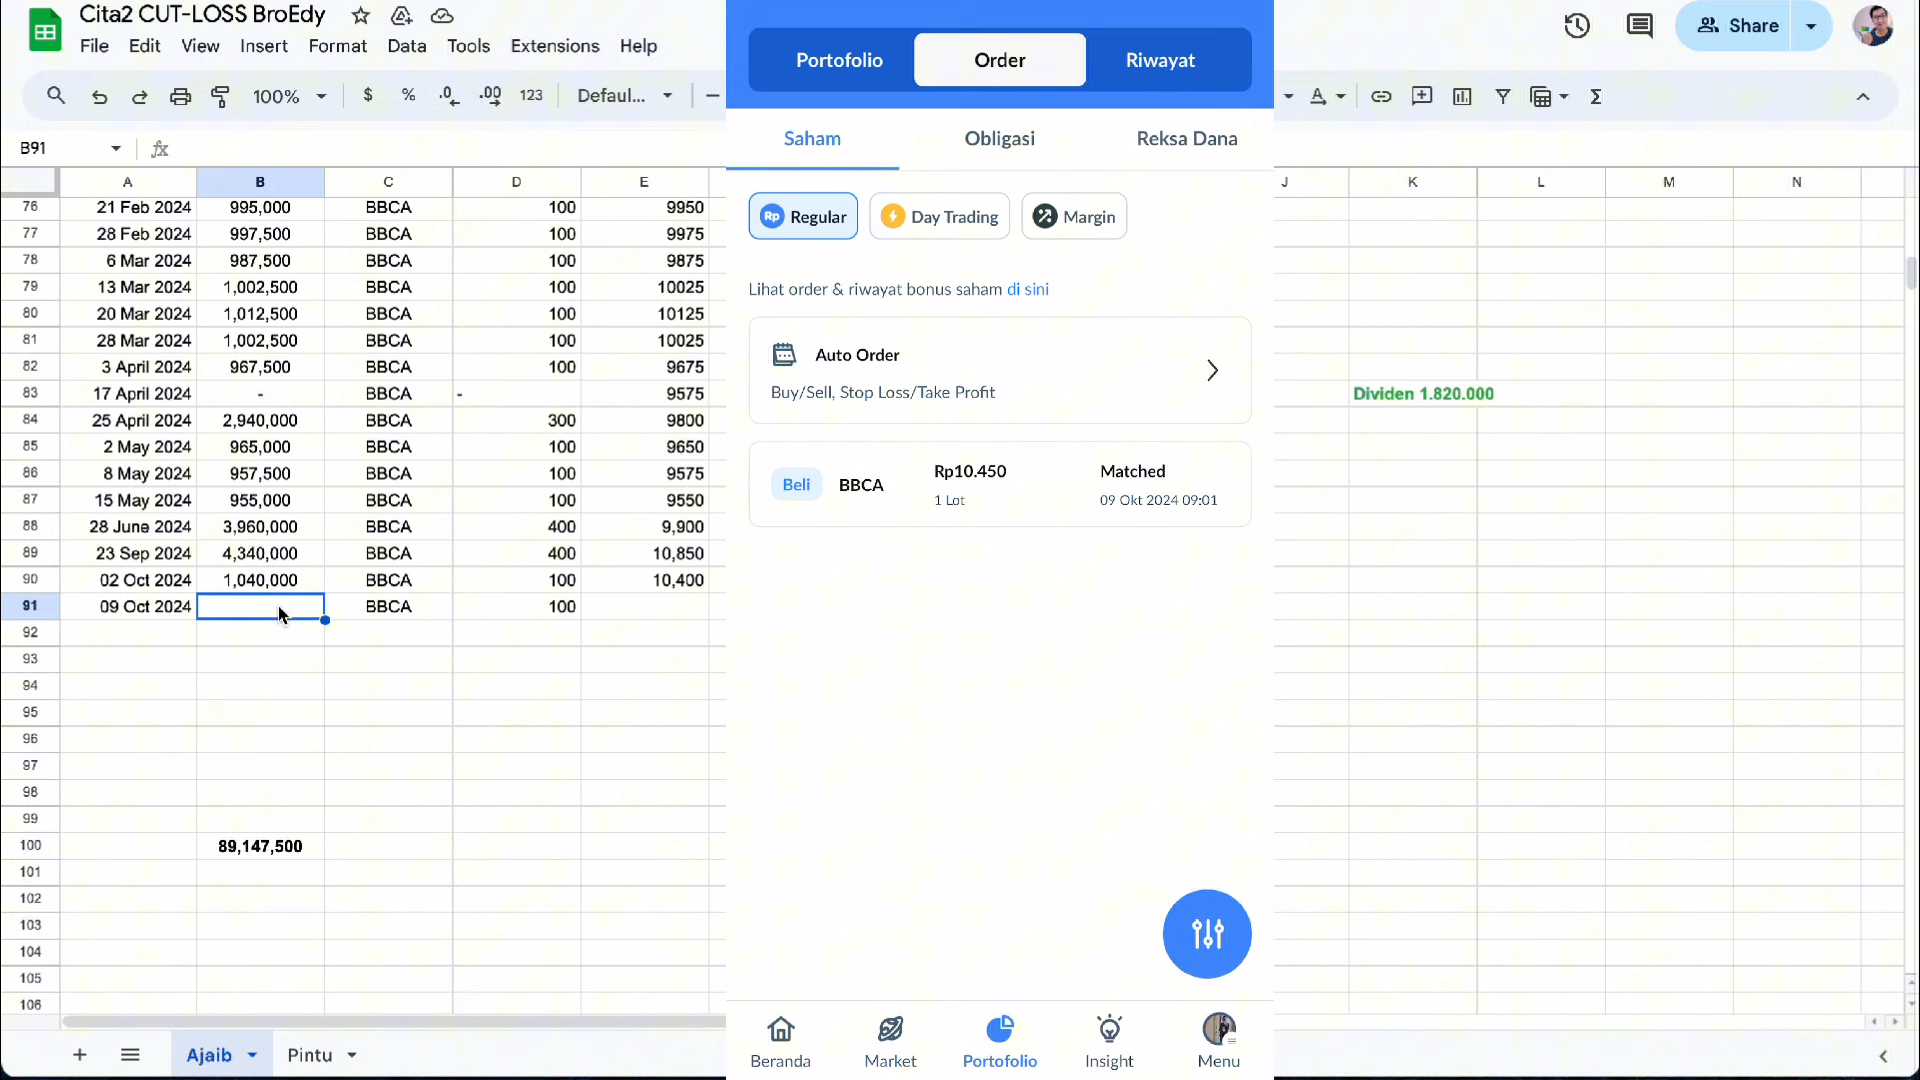 Cita2 CUT-LOSS BroEdy
File Edit View Insert Format Data Tools Extensions Help
Share
100% $ % .0 .00 123 Defaul...
B91
A B C D E J K L M N
76 21 Feb 2024 995,000 BBCA 100 9950
77 28 Feb 2024 997,500 BBCA 100 9975
78 6 Mar 2024 987,500 BBCA 100 9875
79 13 Mar 2024 1,002,500 BBCA 100 10025
80 20 Mar 2024 1,012,500 BBCA 100 10125
81 28 Mar 2024 1,002,500 BBCA 100 10025
82 3 April 2024 967,500 BBCA 100 9675
83 17 April 2024 - BBCA - 9575 Dividen 1.820.000
84 25 April 2024 2,940,000 BBCA 300 9800
85 2 May 2024 965,000 BBCA 100 9650
86 8 May 2024 957,500 BBCA 100 9575
87 15 May 2024 955,000 BBCA 100 9550
88 28 June 2024 3,960,000 BBCA 400 9,900
89 23 Sep 2024 4,340,000 BBCA 400 10,850
90 02 Oct 2024 1,040,000 BBCA 100 10,400
91 09 Oct 2024 BBCA 100
92
93
94
95
96
97
98
99
100 89,147,500
101
102
103
104
105
106
Ajaib Pintu
Portofolio Order Riwayat
Saham Obligasi Reksa Dana
Rp Regular Day Trading Margin
Lihat order & riwayat bonus saham di sini
Auto Order
Buy/Sell, Stop Loss/Take Profit
Beli BBCA Rp10.450 Matched
1 Lot 09 Okt 2024 09:01
Beranda Market Portofolio Insight Menu